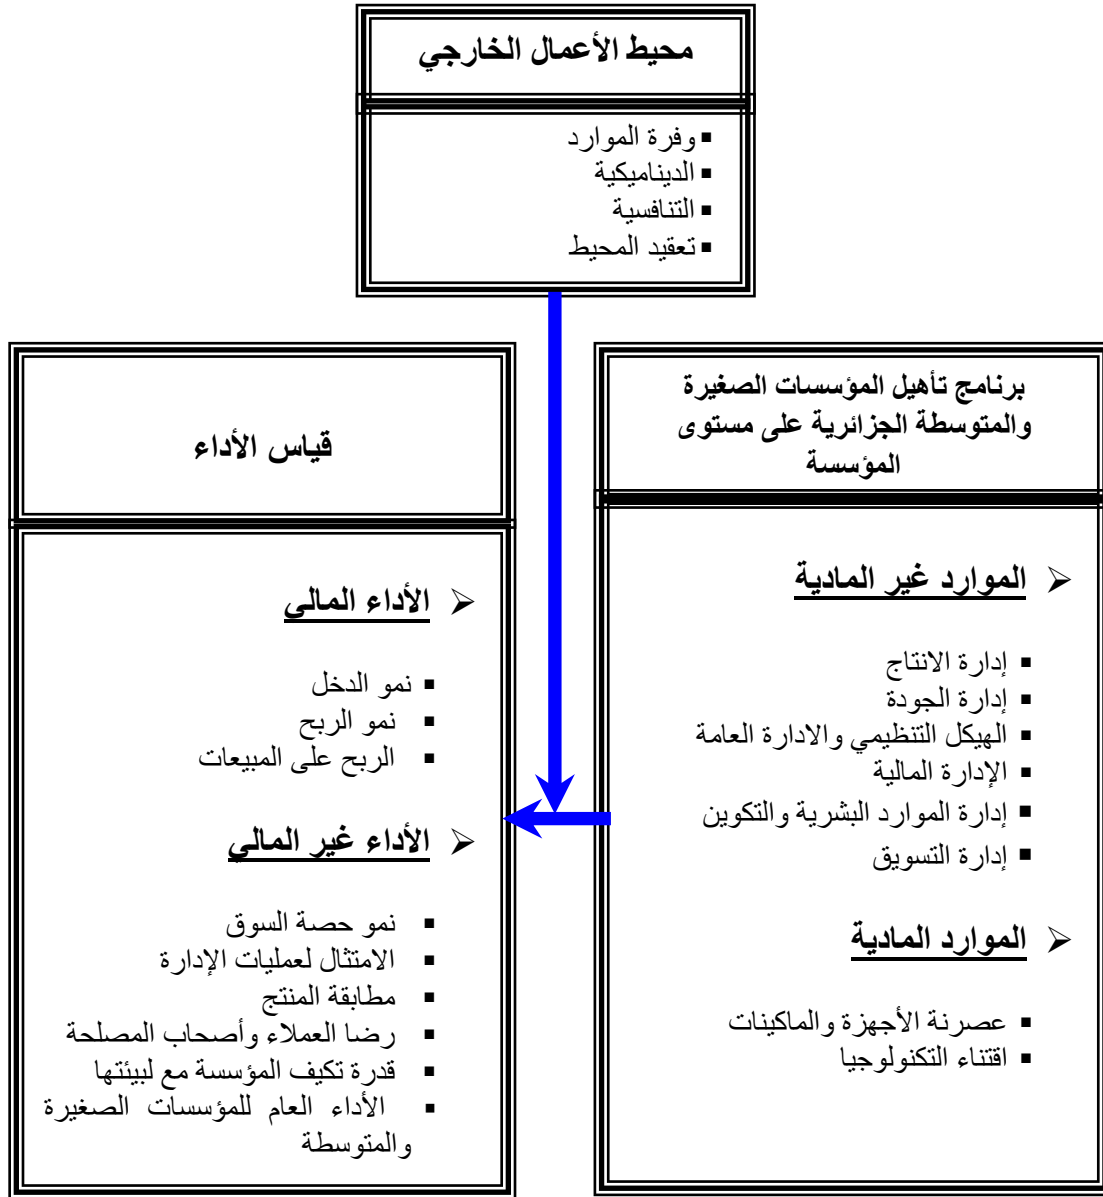 محيط الأعمال الخارجي
▪ وفرة الموارد
▪ الديناميكية
▪ التنافسية
▪ تعقيد المحيط
برنامج تأهيل المؤسسات الصغيرة
والمتوسطة الجزائرية على مستوى
المؤسسة
➢ الموارد غير المادية
▪ إدارة الانتاج
▪ إدارة الجودة
▪ الهيكل التنظيمي والادارة العامة
▪ الإدارة المالية
▪ إدارة الموارد البشرية والتكوين
▪ إدارة التسويق
➢ الموارد المادية
▪ عصرنة الأجهزة والماكينات
▪ اقتناء التكنولوجيا
قياس الأداء
➢ الأداء المالي
▪ نمو الدخل
▪ نمو الربح
▪ الربح على المبيعات
➢ الأداء غير المالي
▪ نمو حصة السوق
▪ الامتثال لعمليات الإدارة
▪ مطابقة المنتج
▪ رضا العملاء وأصحاب المصلحة
▪ قدرة تكيف المؤسسة مع لبيئتها
▪ الأداء العام للمؤسسات الصغيرة
والمتوسطة